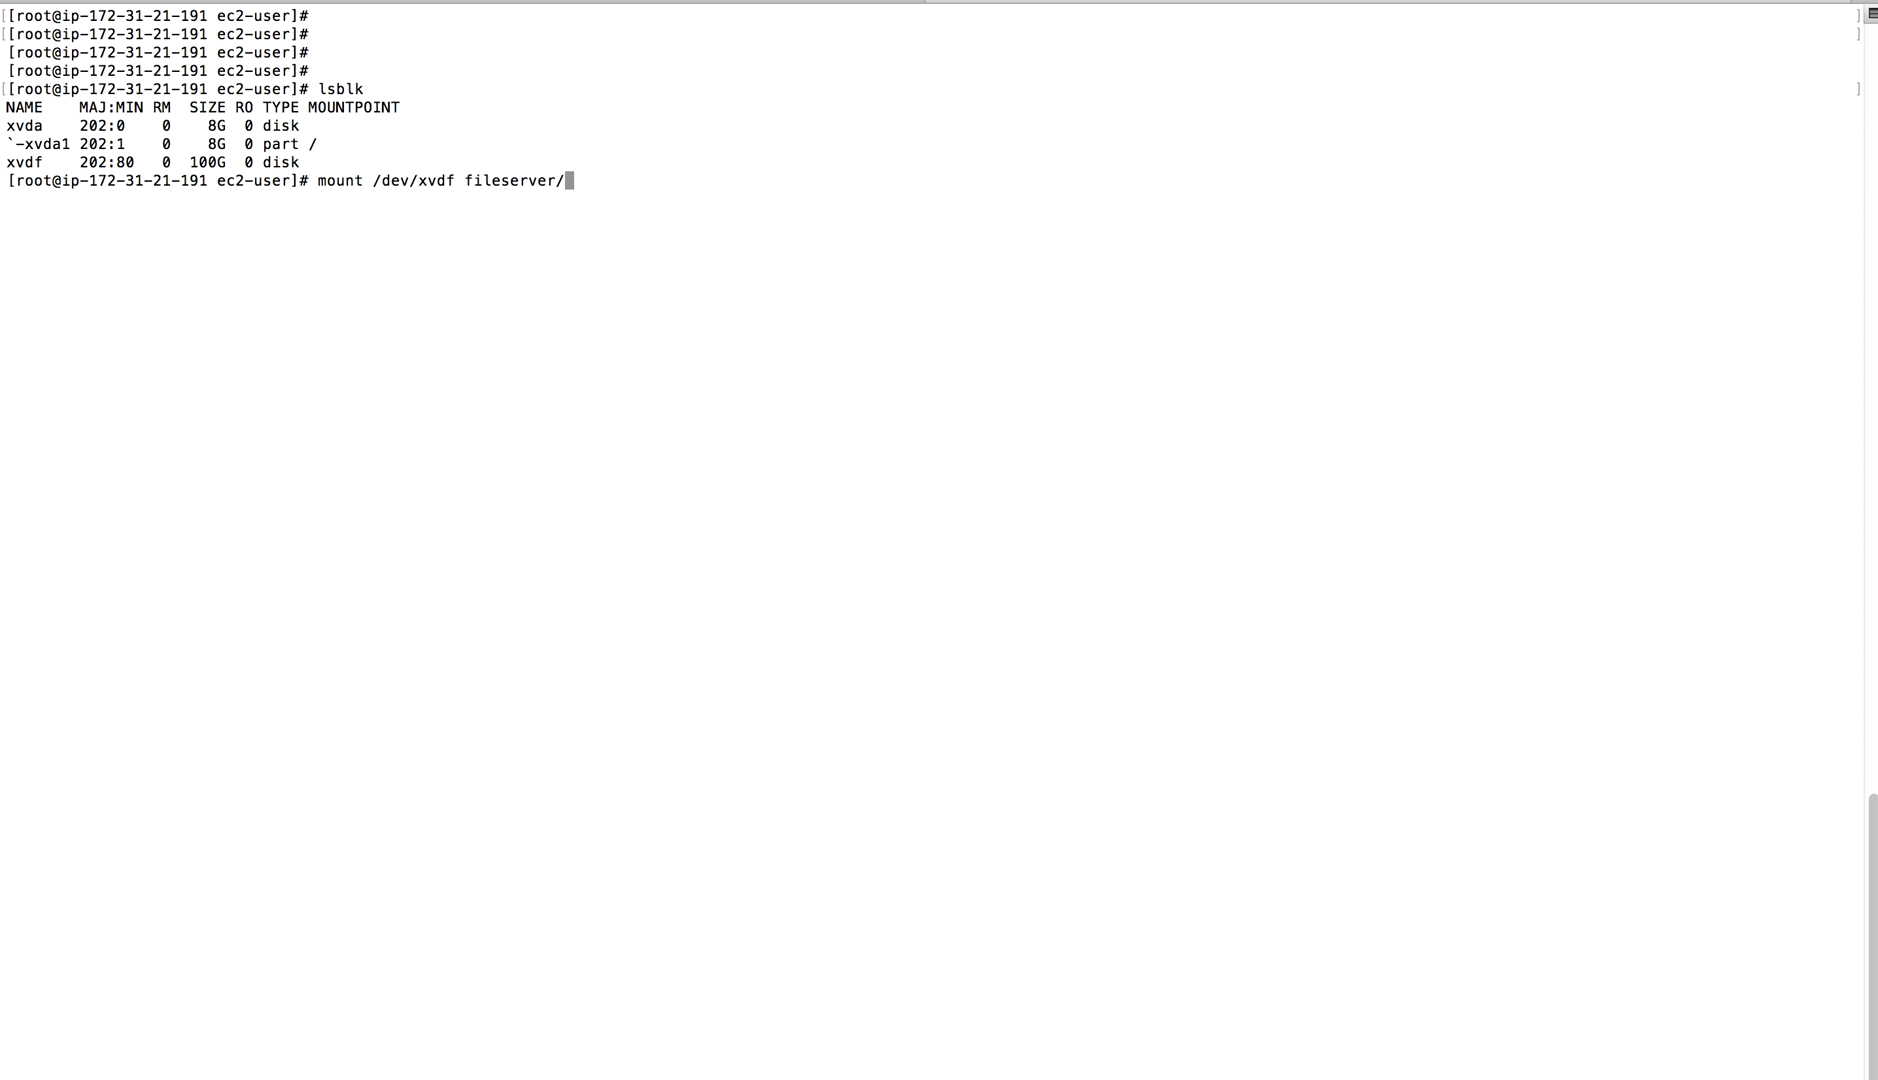 [[root@ip-172-31-21-191 ec2-user]# ]
[[root@ip-172-31-21-191 ec2-user]# ]
[root@ip-172-31-21-191 ec2-user]#
[root@ip-172-31-21-191 ec2-user]#
[[root@ip-172-31-21-191 ec2-user]# lsblk ]
NAME    MAJ:MIN RM  SIZE RO TYPE MOUNTPOINT
xvda    202:0    0    8G  0 disk
`-xvda1 202:1    0    8G  0 part /
xvdf    202:80   0  100G  0 disk
[root@ip-172-31-21-191 ec2-user]# mount /dev/xvdf fileserver/